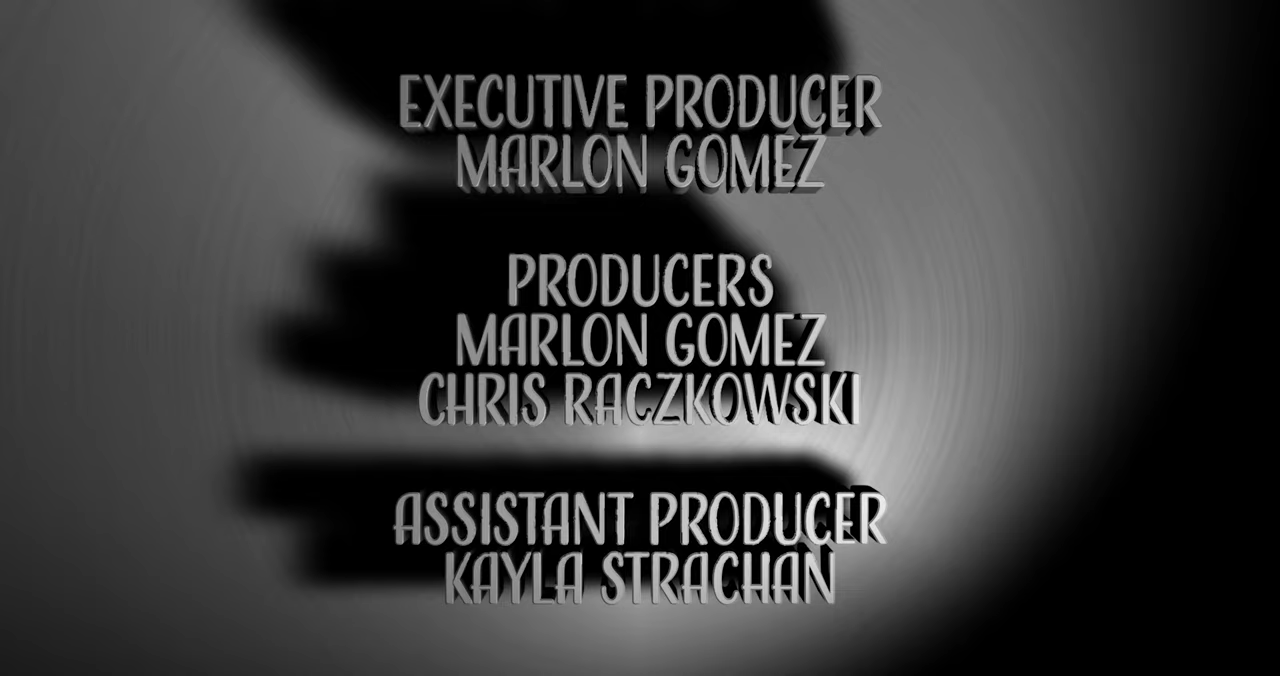 EXECUTIVE PRODUCER
MARLON GOMEZ
PRODUCERS
MARLON GOMEZ
CHRIS RACZKOWSKI
ASSISTANT PRODUCER
KAYLA STRACHAN